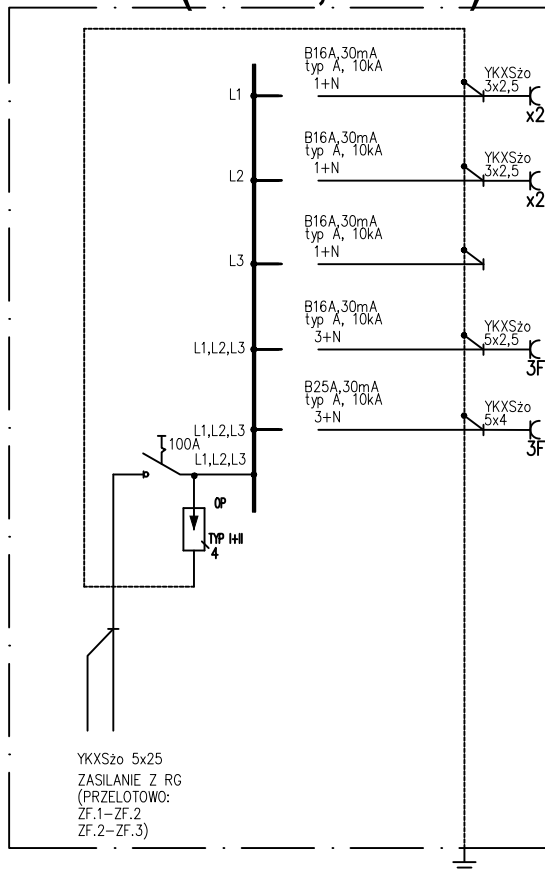 B16A,30mA
typ A, 10kA
1+N
L1
YKXSżo
3x2,5
x2
B16A,30mA
typ A, 10kA
1+N
L2
YKXSżo
3x2,5
x2
B16A,30mA
typ A, 10kA
1+N
L3
B16A,30mA
typ A, 10kA
3+N
L1,L2,L3
YKXSżo
5x2,5
3F
B25A,30mA
typ A, 10kA
3+N
L1,L2,L3
YKXSżo
5x4
3F
100A
L1,L2,L3
OP
TYP I+II
4
YKXSżo 5x25
ZASILANIE Z RG
(PRZELOTOWO:
ZF.1-ZF.2
ZF.2-ZF.3)